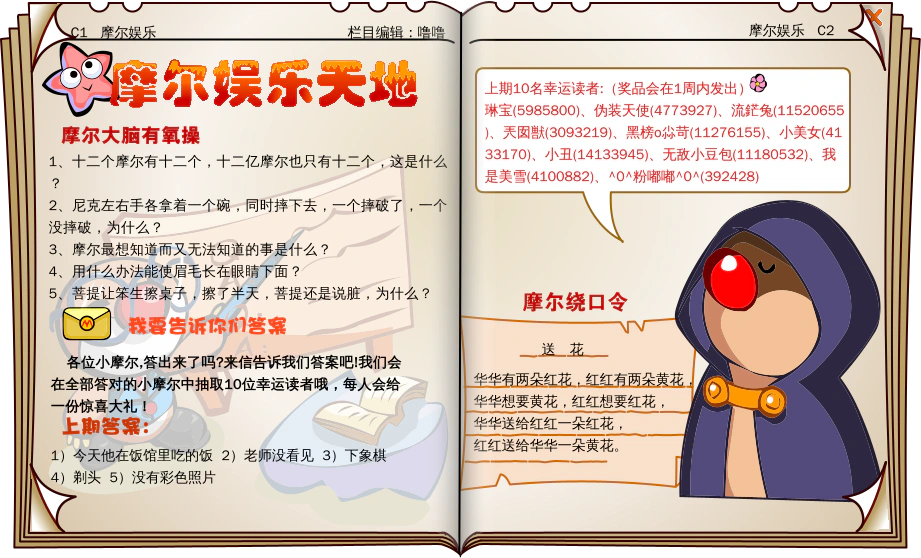 C1 摩尔娱乐
栏目编辑：噜噜
摩尔娱乐天地
摩尔大脑有氧操
1、十二个摩尔有十二个，十二亿摩尔也只有十二个，这是什么
？
2、尼克左右手各拿着一个碗，同时摔下去，一个摔破了，一个
没摔破，为什么？
3、摩尔最想知道而又无法知道的事是什么？
4、用什么办法能使眉毛长在眼睛下面？
5、菩提让笨生擦桌子，擦了半天，菩提还是说脏，为什么？
我要告诉你们答案
各位小摩尔,答出来了吗?来信告诉我们答案吧!我们会
在全部答对的小摩尔中抽取10位幸运读者哦，每人会给
一份惊喜大礼！
上期答案：
1）今天他在饭馆里吃的饭 2）老师没看见 3）下象棋
4）剃头 5）没有彩色照片
摩尔娱乐 C2
上期10名幸运读者:（奖品会在1周内发出）
琳宝(5985800)、伪装天使(4773927)、流鉕兔(11520655
)、兲囡獸(3093219)、黑榜o尛苛(11276155)、小美女(41
33170)、小丑(14133945)、无敌小豆包(11180532)、我
是美雪(4100882)、^0^粉嘟嘟^0^(392428)
摩尔绕口令
送 花
华华有两朵红花，红红有两朵黄花，
华华想要黄花，红红想要红花，
华华送给红红一朵红花，
红红送给华华一朵黄花。